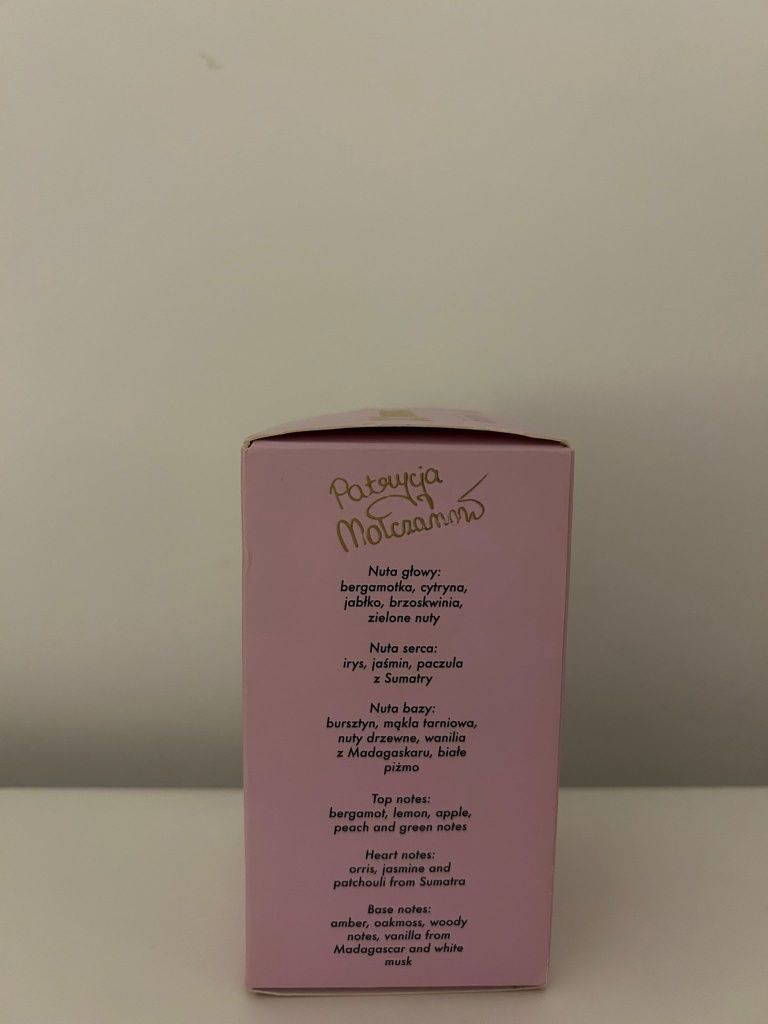 Patrycja
Mołczanow
Nuta głowy:
bergamotka, cytryna,
jabłko, brzoskwinia,
zielone nuty
Nuta serca:
irys, jaśmin, paczula
z Sumatry
Nuta bazy:
bursztyn, mąkla tarniowa,
nuty drzewne, wanilia
z Madagaskaru, białe
piżmo
Top notes:
bergamot, lemon, apple,
peach and green notes
Heart notes:
orris, jasmine and
patchouli from Sumatra
Base notes:
amber, oakmoss, woody
notes, vanilla from
Madagascar and white
musk